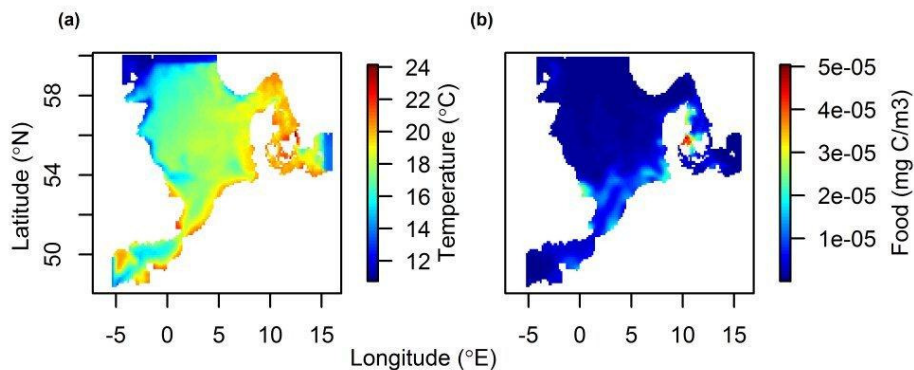 (a)
(b)
Latitude (°N)
58
54
50
-5 0 5 10 15
24
22
20
18
16
14
12
Temperature (°C)
-5 0 5 10 15
5e-05
4e-05
3e-05
2e-05
1e-05
Food (mg C/m3)
Longitude (°E)